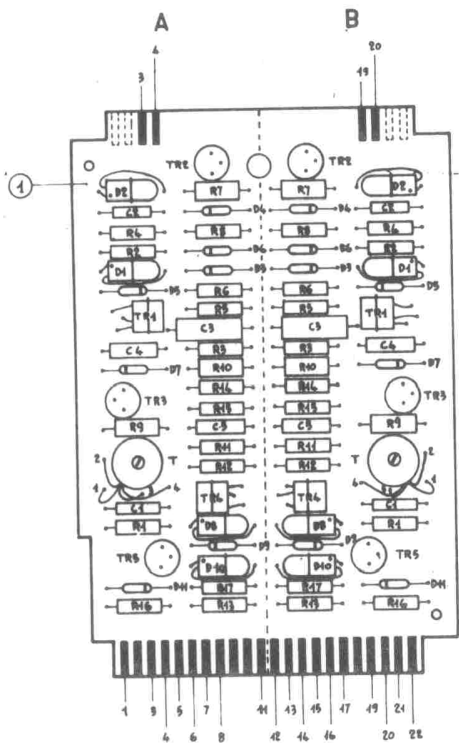 A B
4 20
3 19
1
TR2 TR2
D2 R7 R7 D2
C2 D4 D4 C2
R4 R8 R8 R4
R2 D6 D6 R2
D1 D3 D3 D1
D5 R6 R6 D5
TR1 R5 R5 TR1
C3 C3
C4 R3 R3 C4
D7 R10 R10 D7
TR3 R14 R14 TR3
R15 R15
R9 C5 C5 R9
2 T R11 R11 T 2
R12 R12
1 4 4 1
C1 TR4 TR4 C1
R1 D8 D8 R1
TR5 D9 D9 TR5
D10 D10
D11 R17 R17 D11
R16 R13 R13 R16
1 3 5 7 11 13 15 17 19 21
4 6 8 12 14 16 20 22